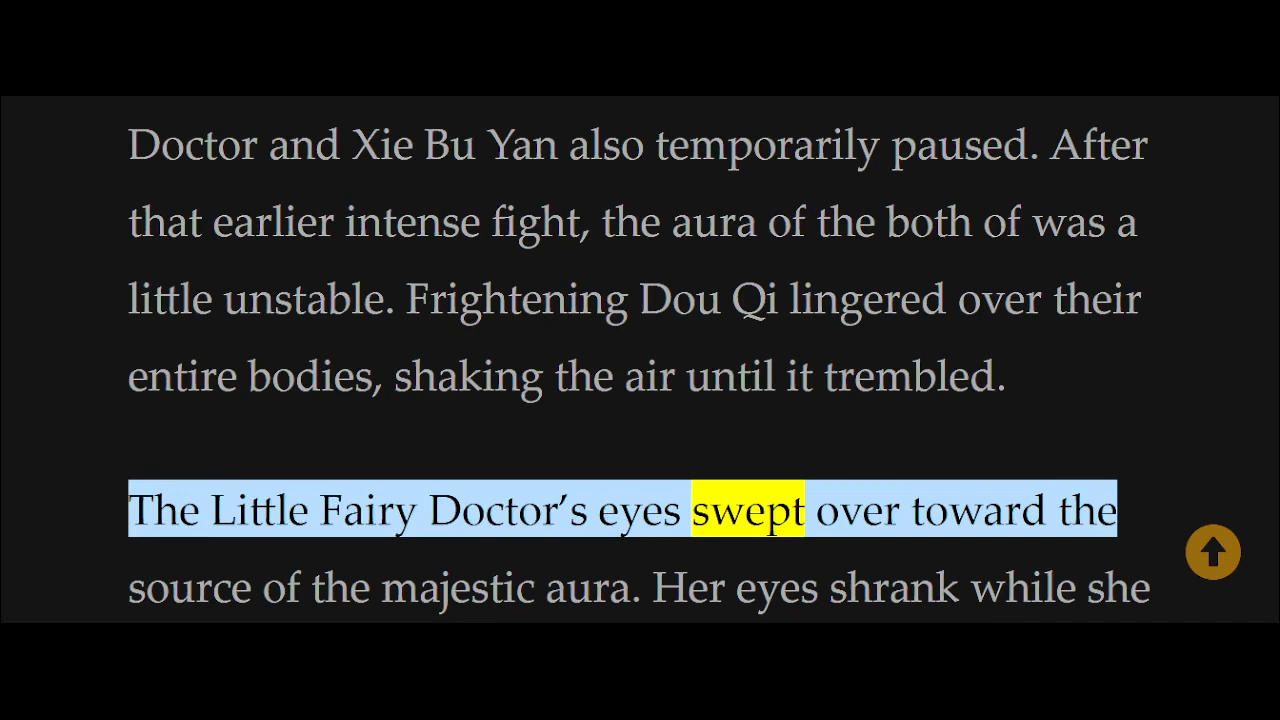 Doctor and Xie Bu Yan also temporarily paused. After
that earlier intense fight, the aura of the both of was a
little unstable. Frightening Dou Qi lingered over their
entire bodies, shaking the air until it trembled.
The Little Fairy Doctor’s eyes swept over toward the
source of the majestic aura. Her eyes shrank while she